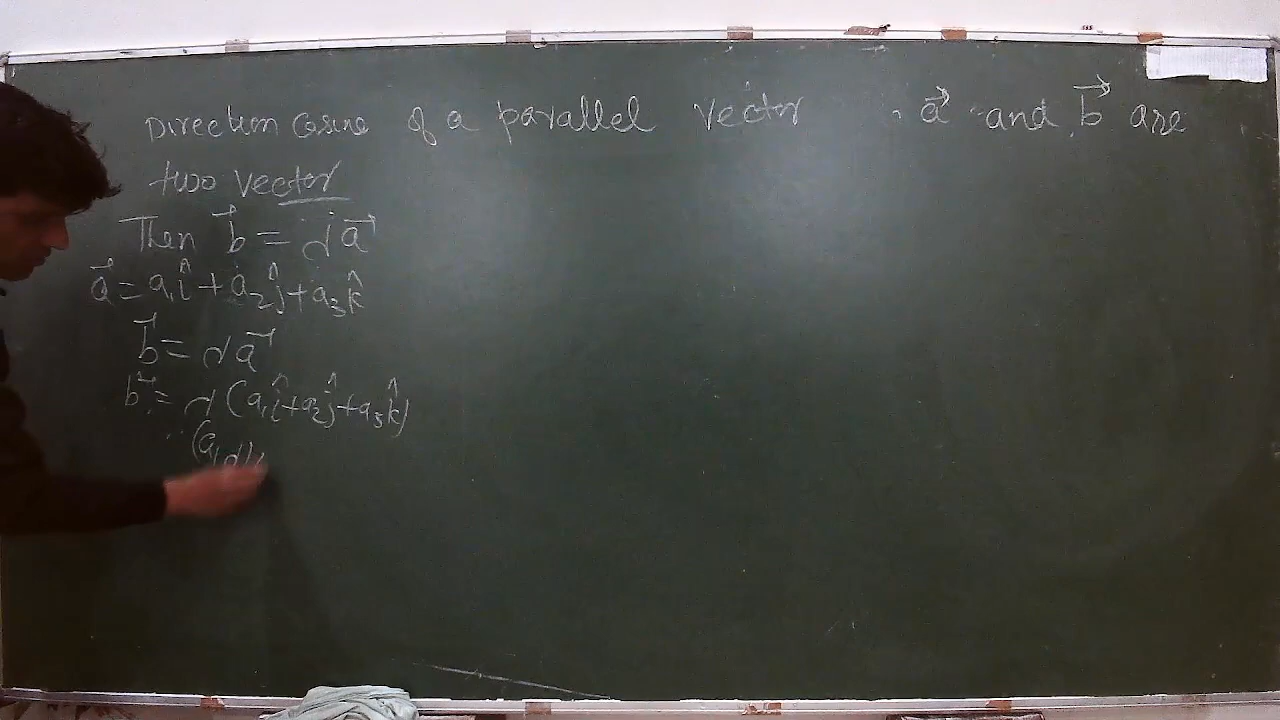 Direction Cosine of a parallel vector , a⃗ and b⃗ are
two vector
Then b⃗ = λa⃗
a⃗ = a₁î + a₂ĵ + a₃k̂
b⃗ = λa⃗
b⃗ = λ(a₁î + a₂ĵ + a₃k̂)
(a₁λ)